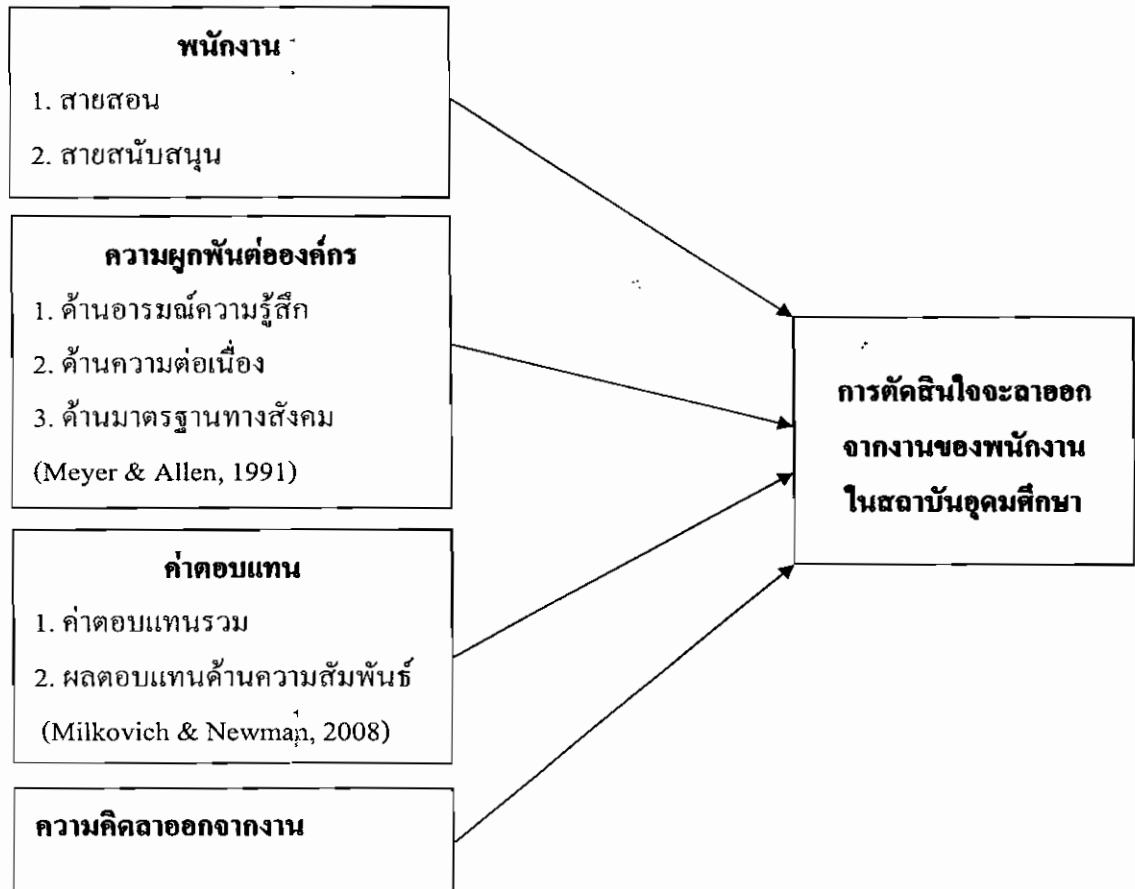 พนักงาน
1. สายสอน
2. สายสนับสนุน
ความผูกพันต่อองค์กร
1. ด้านอารมณ์ความรู้สึก
2. ด้านความต่อเนื่อง
3. ด้านมาตรฐานทางสังคม
(Meyer & Allen, 1991)
ค่าตอบแทน
1. ค่าตอบแทนรวม
2. ผลตอบแทนด้านความสัมพันธ์
(Milkovich & Newman, 2008)
ความคิดลาออกจากงาน
การตัดสินใจจะลาออก
จากงานของพนักงาน
ในสถาบันอุดมศึกษา